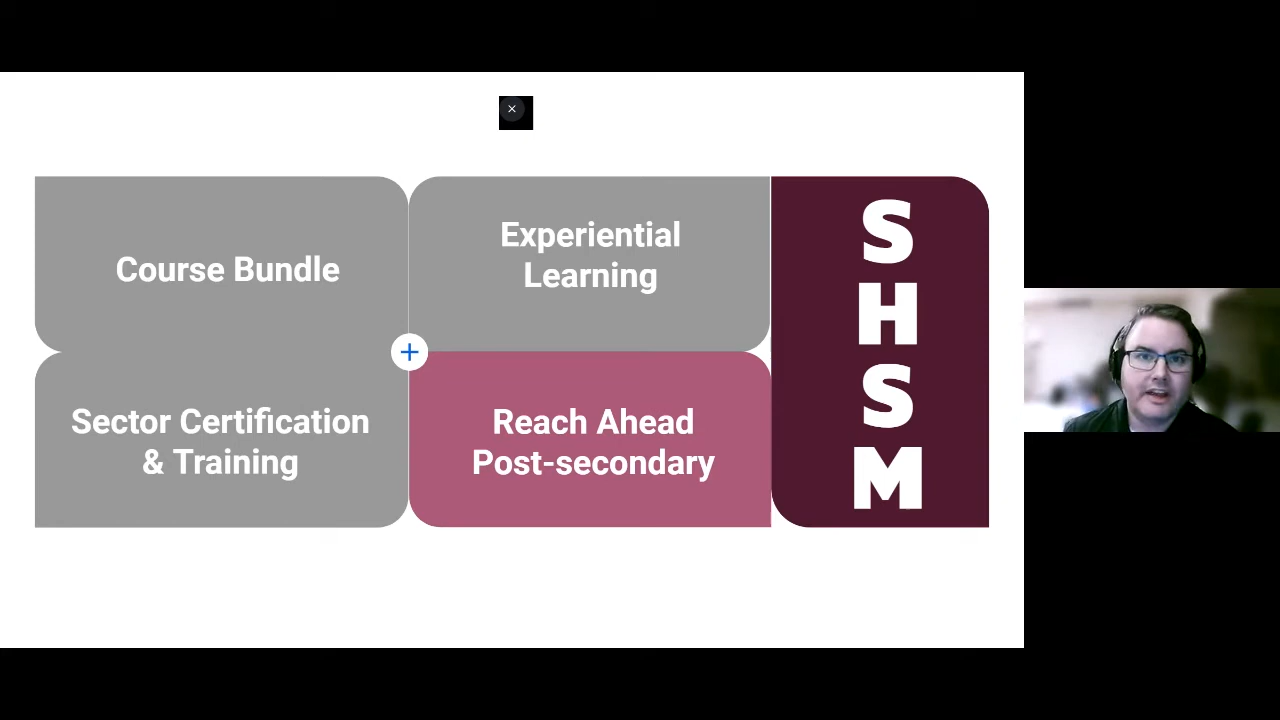 Course Bundle
Experiential
Learning
Sector Certification
& Training
Reach Ahead
Post-secondary
S
H
S
M